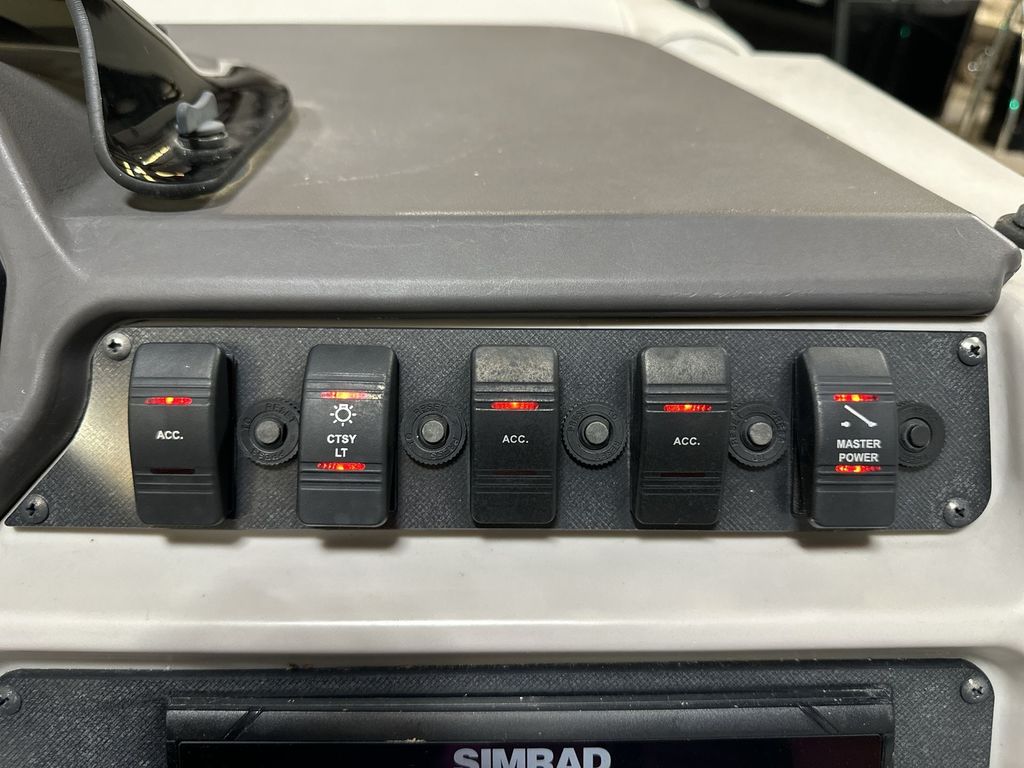 ACC.
CTSY
LT
ACC.
ACC.
MASTER
POWER
SIMRAD